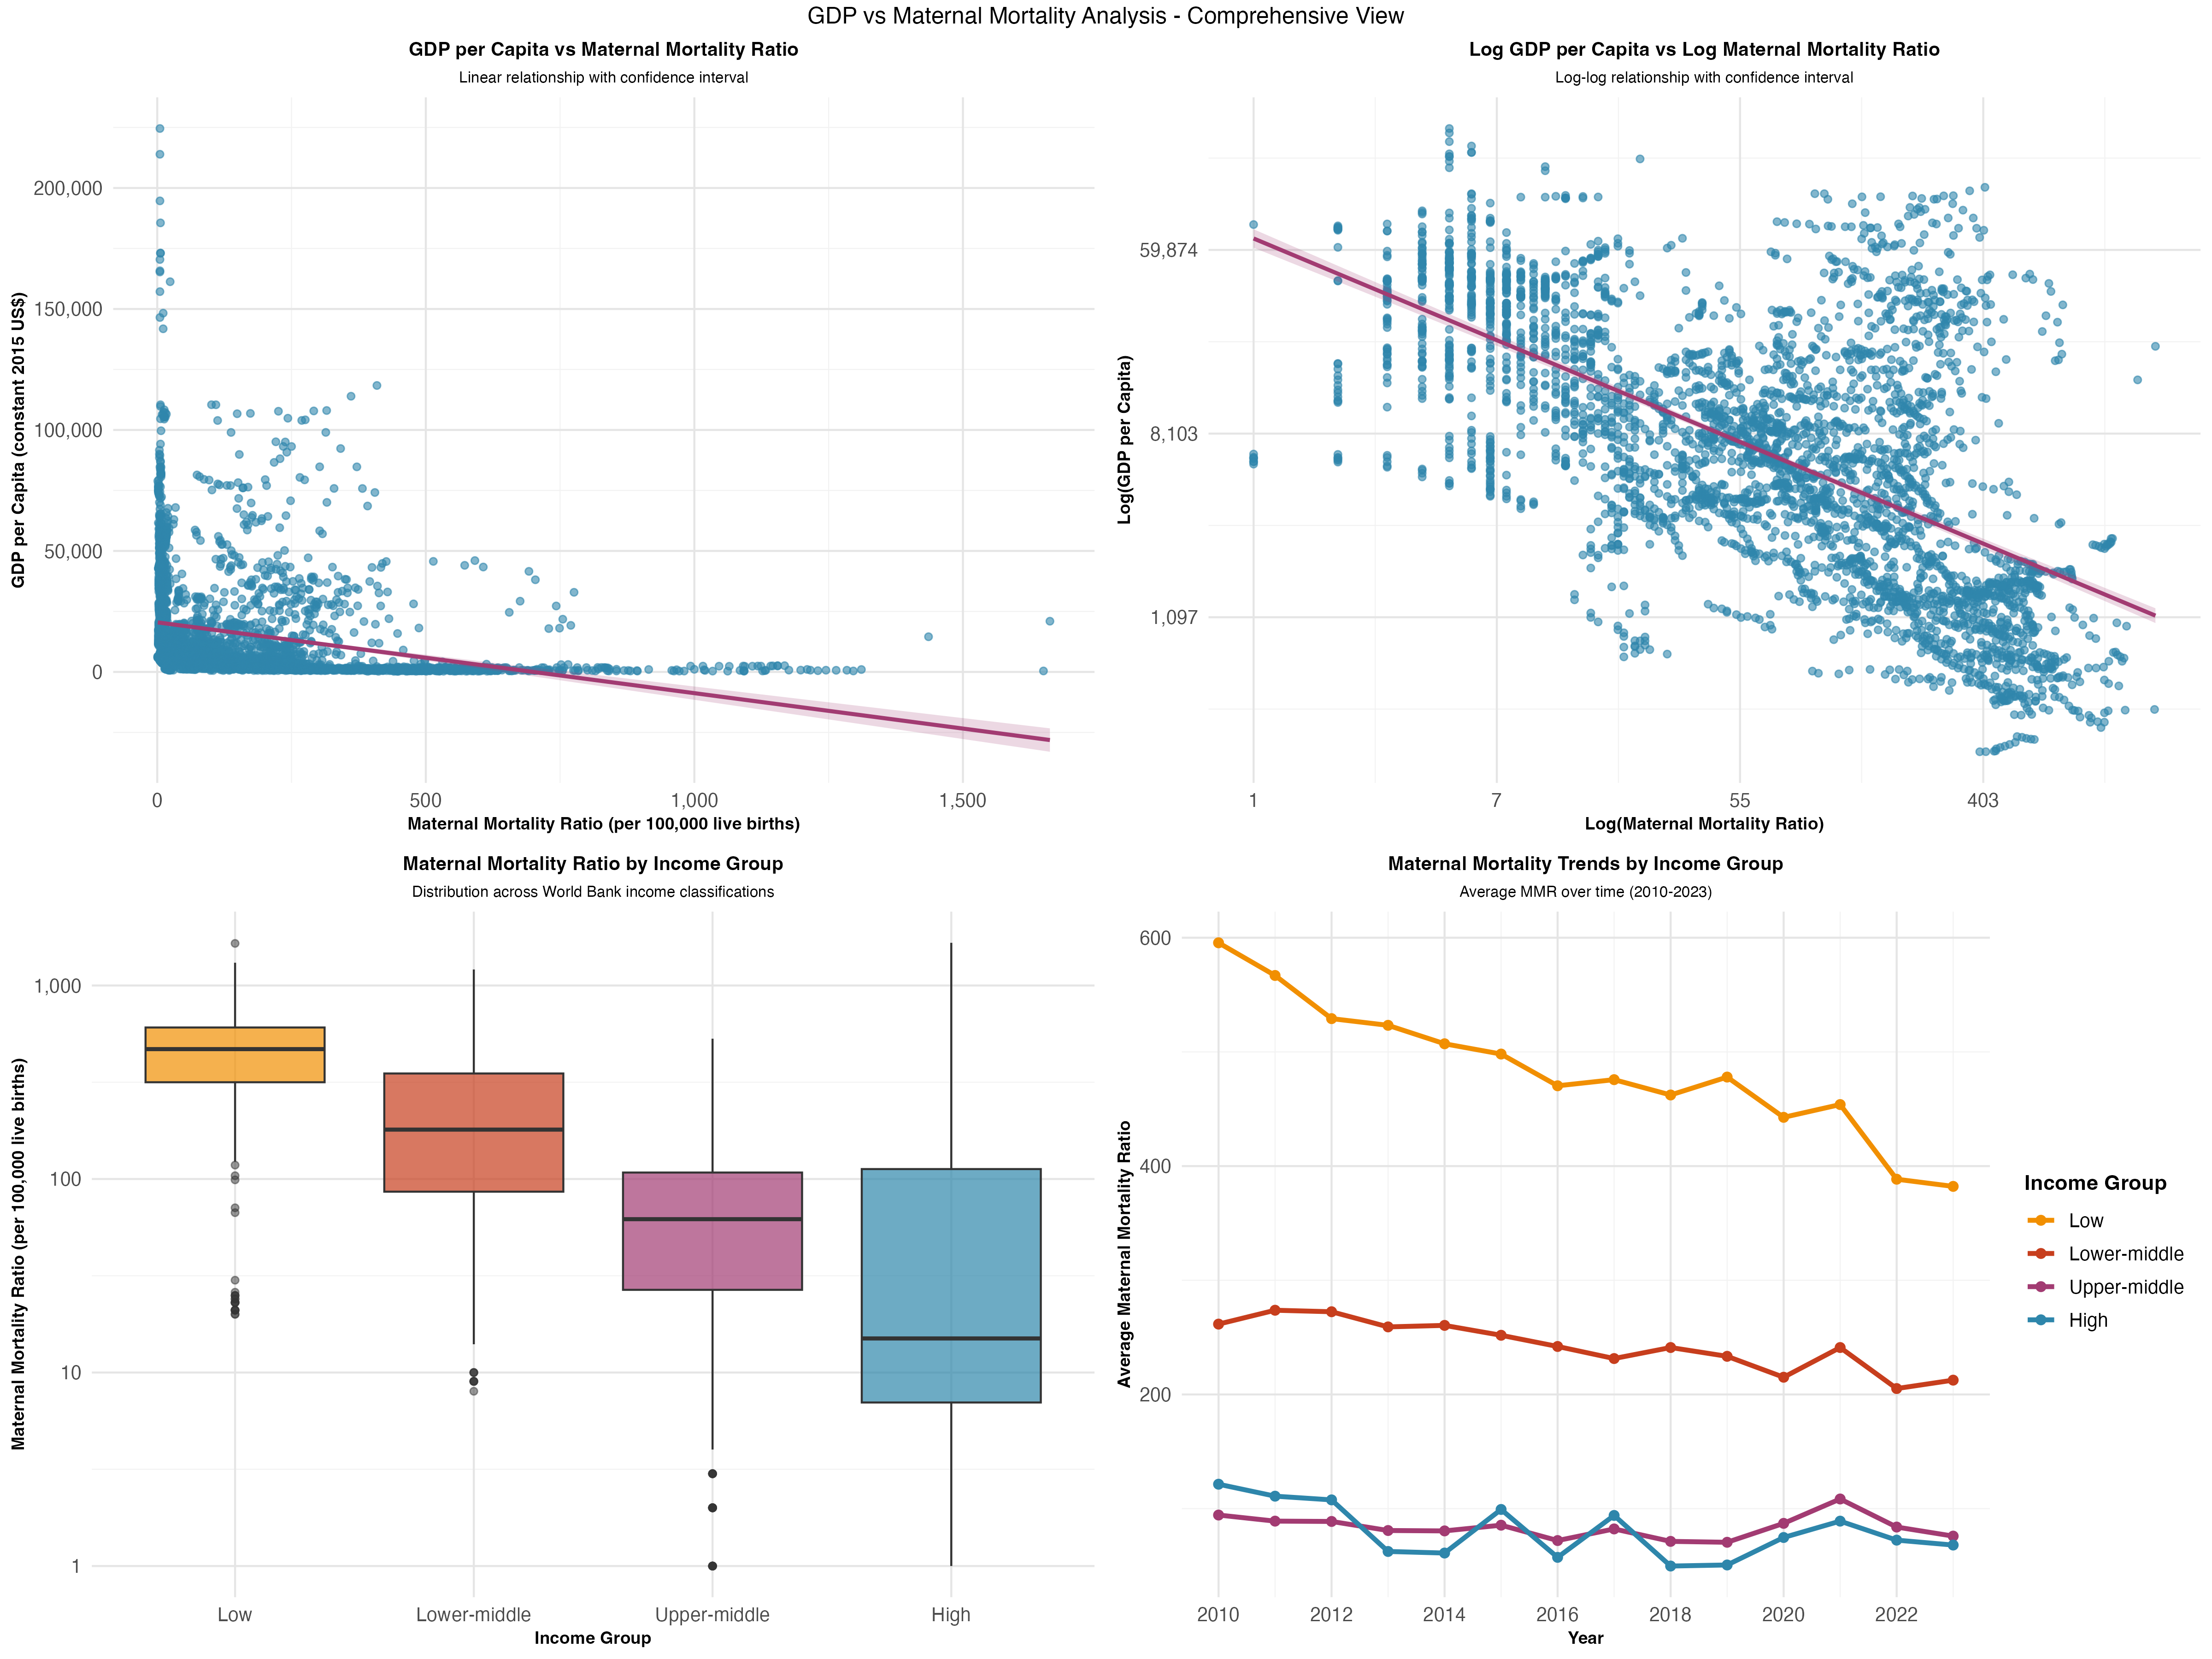 GDP vs Maternal Mortality Analysis - Comprehensive View
GDP per Capita vs Maternal Mortality Ratio
Linear relationship with confidence interval
GDP per Capita (constant 2015 US$)
200,000
150,000
100,000
50,000
0
0 500 1,000 1,500
Maternal Mortality Ratio (per 100,000 live births)
Log GDP per Capita vs Log Maternal Mortality Ratio
Log-log relationship with confidence interval
Log(GDP per Capita)
59,874
8,103
1,097
1 7 55 403
Log(Maternal Mortality Ratio)
Maternal Mortality Ratio by Income Group
Distribution across World Bank income classifications
Maternal Mortality Ratio (per 100,000 live births)
1,000
100
10
1
Low Lower-middle Upper-middle High
Income Group
Maternal Mortality Trends by Income Group
Average MMR over time (2010-2023)
Average Maternal Mortality Ratio
600
400
200
2010 2012 2014 2016 2018 2020 2022
Year
Income Group
Low
Lower-middle
Upper-middle
High